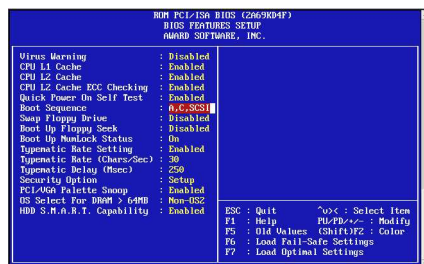 ROM PCI/ISA BIOS (2A69KD4F)
BIOS FEATURES SETUP
AWARD SOFTWARE, INC.
Virus Warning : Disabled
CPU L1 Cache : Enabled
CPU L2 Cache : Enabled
CPU L2 Cache ECC Checking : Enabled
Quick Power On Self Test : Enabled
Boot Sequence : A,C,SCSI
Swap Floppy Drive : Disabled
Boot Up Floppy Seek : Disabled
Boot Up NumLock Status : On
Typematic Rate Setting : Enabled
Typematic Rate (Chars/Sec) : 30
Typematic Delay (Msec) : 250
Security Option : Setup
PCI/VGA Palette Snoop : Enabled
OS Select For DRAM > 64MB : Non-OS2
HDD S.M.A.R.T. Capability : Enabled
ESC : Quit ^v>< : Select Item
F1 : Help PU/PD/+/- : Modify
F5 : Old Values (Shift)F2 : Color
F6 : Load Fail-Safe Settings
F7 : Load Optimal Settings